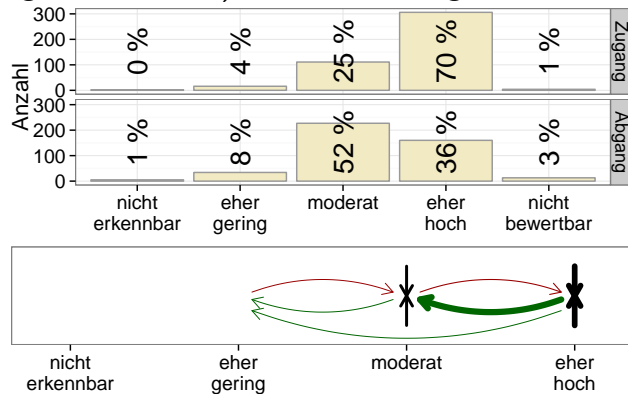 300
200
100
0
Anzahl
0 %
4 %
25 %
70 %
1 %
Zugang
300
200
100
0
1 %
8 %
52 %
36 %
3 %
Abgang
nicht erkennbar
eher gering
moderat
eher hoch
nicht bewertbar
nicht erkennbar
eher gering
moderat
eher hoch